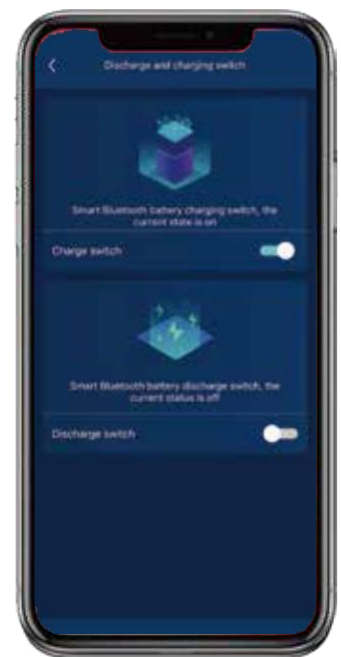 Discharge and charging switch
Smart Bluetooth battery charging switch, the
current state is on
Charge switch
Smart Bluetooth battery discharge switch, the
current status is off
Discharge switch